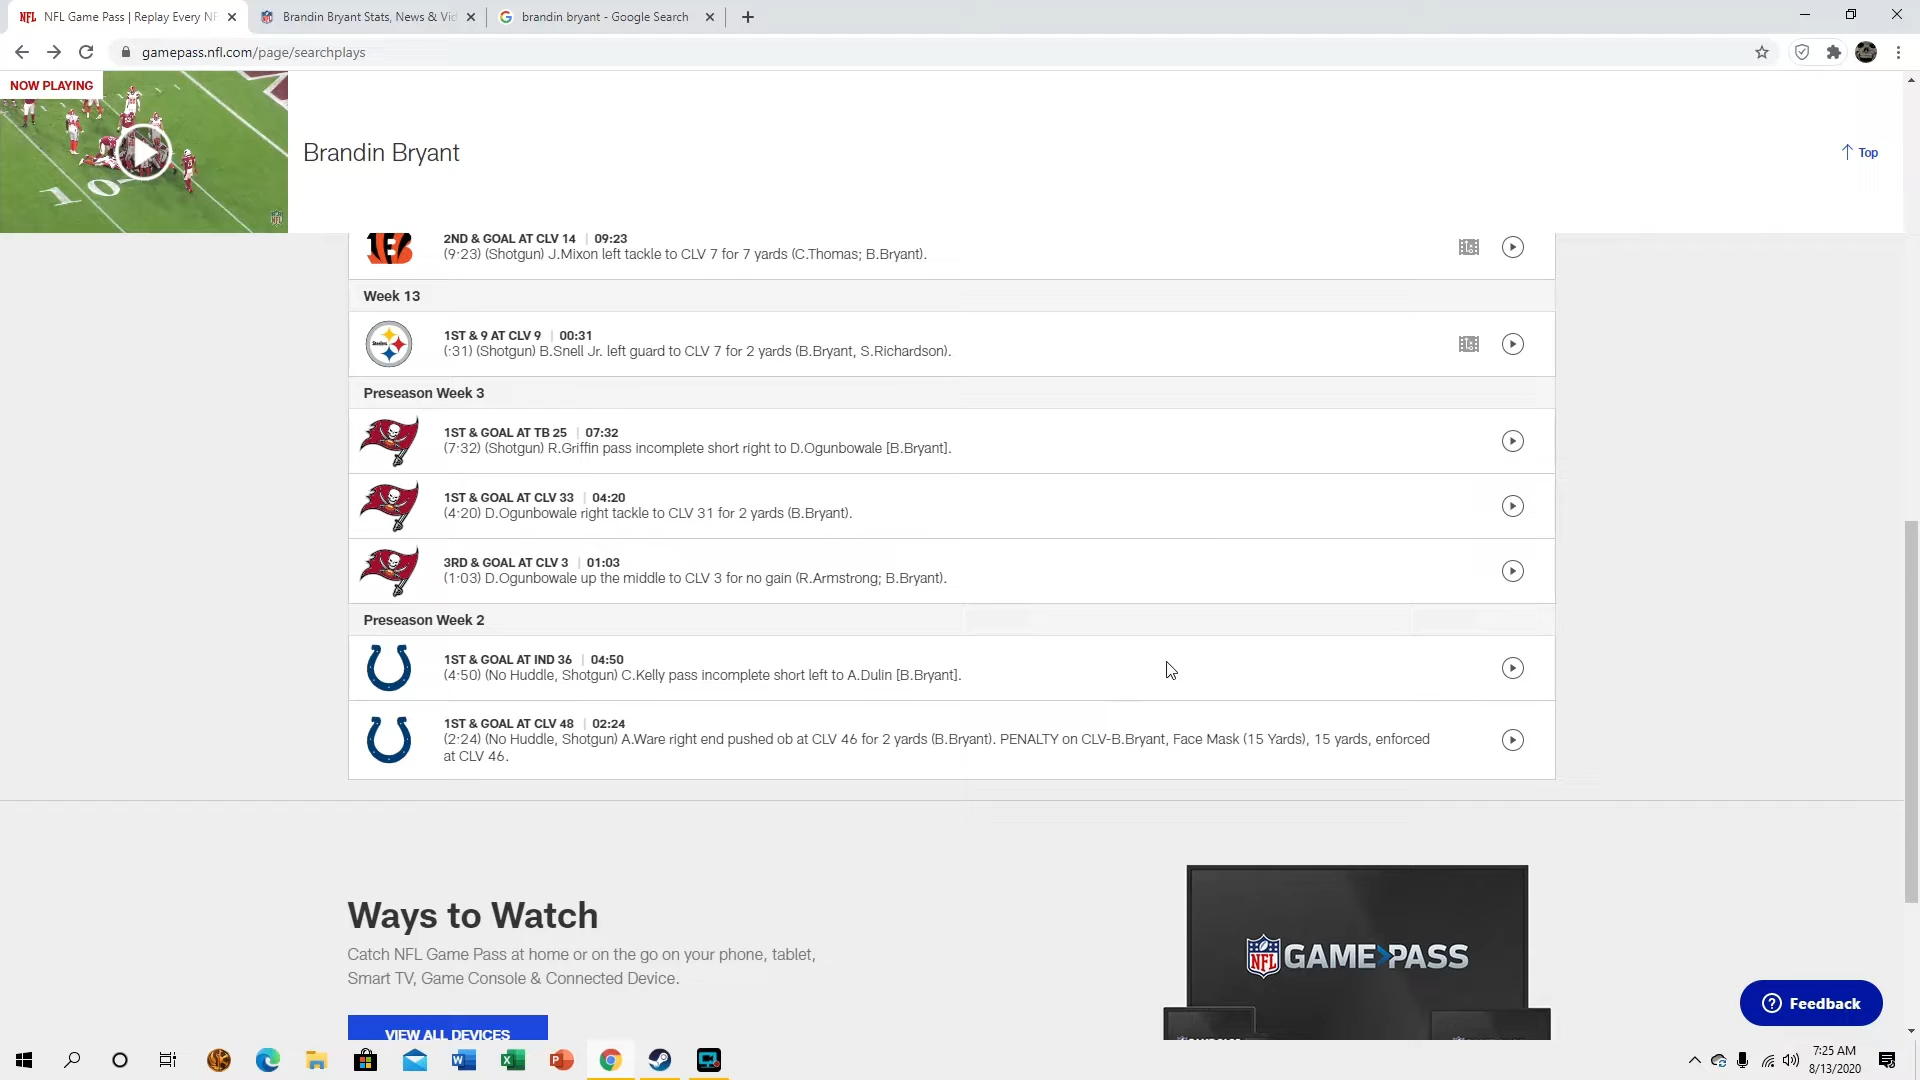 NFL Game Pass | Replay Every NF
Brandin Bryant Stats, News & Vid
brandin bryant - Google Search
gamepass.nfl.com/page/searchplays
NOW PLAYING
Brandin Bryant
Top
2ND & GOAL AT CLV 14 | 09:23
(9:23) (Shotgun) J.Mixon left tackle to CLV 7 for 7 yards (C.Thomas; B.Bryant).
Week 13
Steelers
1ST & 9 AT CLV 9 | 00:31
(:31) (Shotgun) B.Snell Jr. left guard to CLV 7 for 2 yards (B.Bryant, S.Richardson).
Preseason Week 3
1ST & GOAL AT TB 25 | 07:32
(7:32) (Shotgun) R.Griffin pass incomplete short right to D.Ogunbowale [B.Bryant].
1ST & GOAL AT CLV 33 | 04:20
(4:20) D.Ogunbowale right tackle to CLV 31 for 2 yards (B.Bryant).
3RD & GOAL AT CLV 3 | 01:03
(1:03) D.Ogunbowale up the middle to CLV 3 for no gain (R.Armstrong; B.Bryant).
Preseason Week 2
1ST & GOAL AT IND 36 | 04:50
(4:50) (No Huddle, Shotgun) C.Kelly pass incomplete short left to A.Dulin [B.Bryant].
1ST & GOAL AT CLV 48 | 02:24
(2:24) (No Huddle, Shotgun) A.Ware right end pushed ob at CLV 46 for 2 yards (B.Bryant). PENALTY on CLV-B.Bryant, Face Mask (15 Yards), 15 yards, enforced
at CLV 46.
Ways to Watch
Catch NFL Game Pass at home or on the go on your phone, tablet,
Smart TV, Game Console & Connected Device.
VIEW ALL DEVICES
NFL GAME PASS
Feedback
7:25 AM
8/13/2020